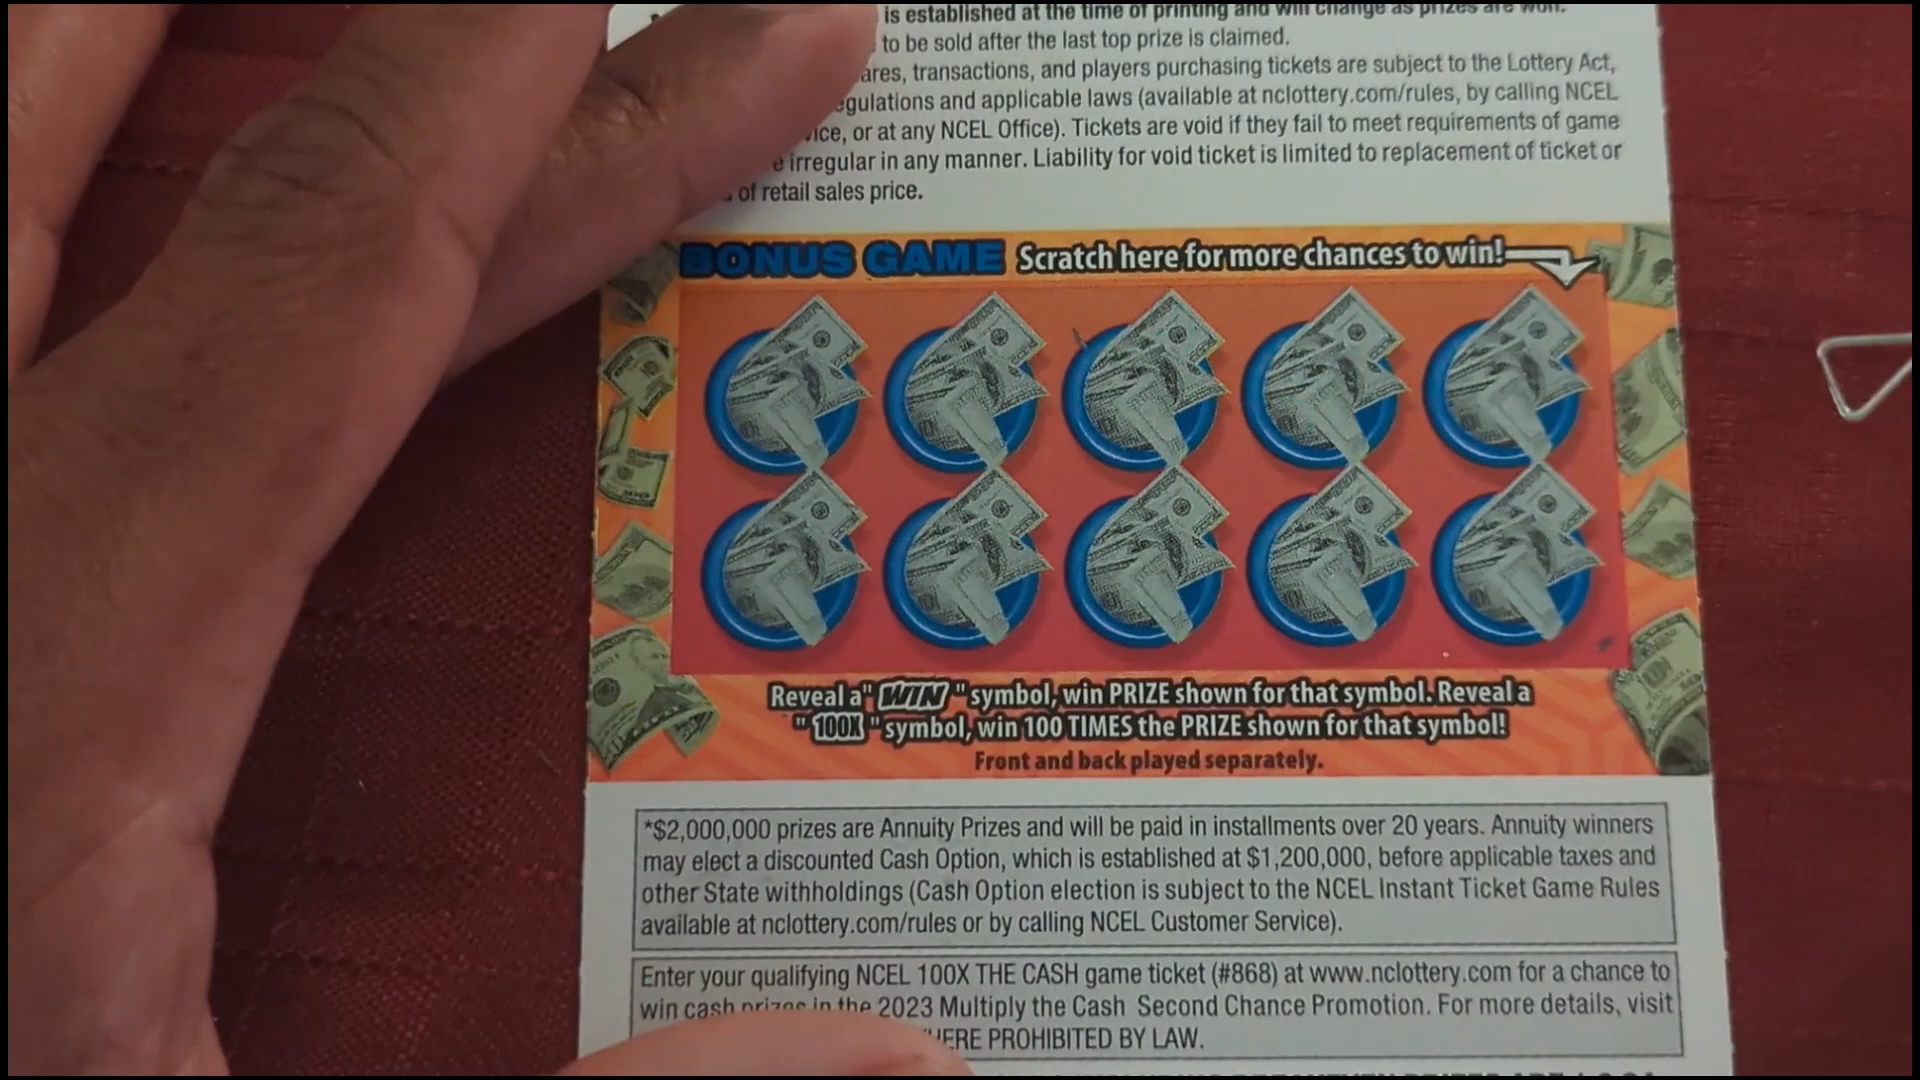 is established at the time of printing and will change as prizes are won.
to be sold after the last top prize is claimed.
ares, transactions, and players purchasing tickets are subject to the Lottery Act,
egulations and applicable laws (available at nclottery.com/rules, by calling NCEL
ice, or at any NCEL Office). Tickets are void if they fail to meet requirements of game
e irregular in any manner. Liability for void ticket is limited to replacement of ticket or
of retail sales price.
BONUS GAME Scratch here for more chances to win!
Reveal a "WIN" symbol, win PRIZE shown for that symbol. Reveal a
"100X" symbol, win 100 TIMES the PRIZE shown for that symbol!
Front and back played separately.
*$2,000,000 prizes are Annuity Prizes and will be paid in installments over 20 years. Annuity winners
may elect a discounted Cash Option, which is established at $1,200,000, before applicable taxes and
other State withholdings (Cash Option election is subject to the NCEL Instant Ticket Game Rules
available at nclottery.com/rules or by calling NCEL Customer Service).
Enter your qualifying NCEL 100X THE CASH game ticket (#868) at www.nclottery.com for a chance to
win cash prizes in the 2023 Multiply the Cash Second Chance Promotion. For more details, visit
HERE PROHIBITED BY LAW.